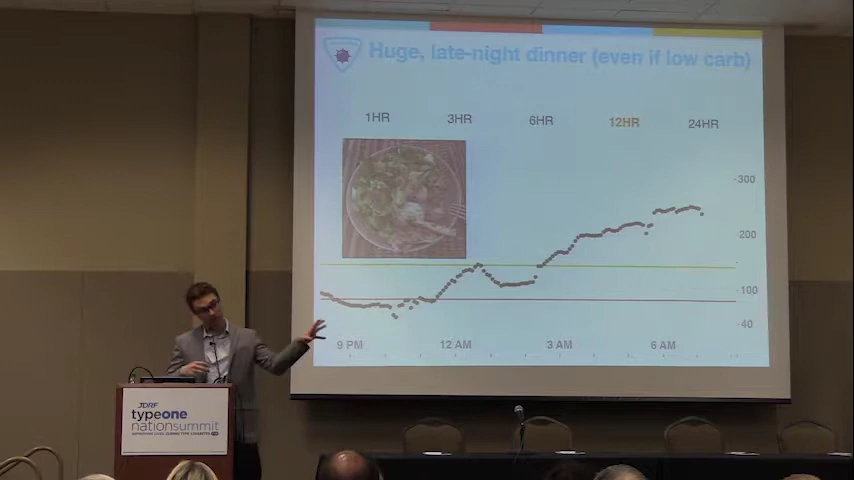 Huge, late-night dinner (even if low carb)
1HR 3HR 6HR 12HR 24HR
300
200
100
40
9 PM 12 AM 3 AM 6 AM
JDRF
typeone
nationsummit